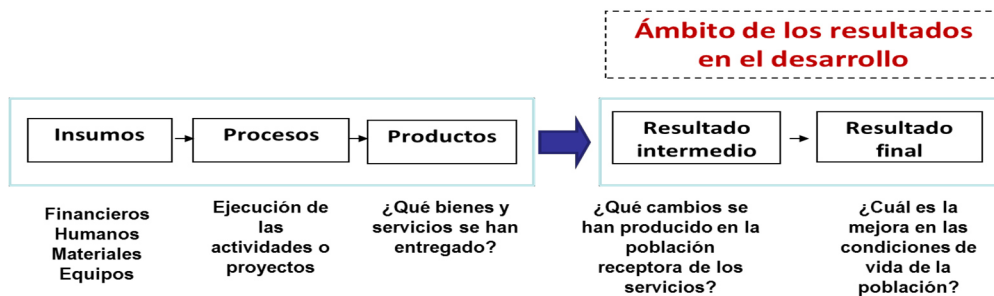 Ámbito de los resultados
en el desarrollo
Insumos
Procesos
Productos
Resultado
intermedio
Resultado
final
Financieros
Humanos
Materiales
Equipos
Ejecución de
las
actividades o
proyectos
¿Qué bienes y
servicios se han
entregado?
¿Qué cambios se
han producido en la
población
receptora de los
servicios?
¿Cuál es la
mejora en las
condiciones de
vida de la
población?